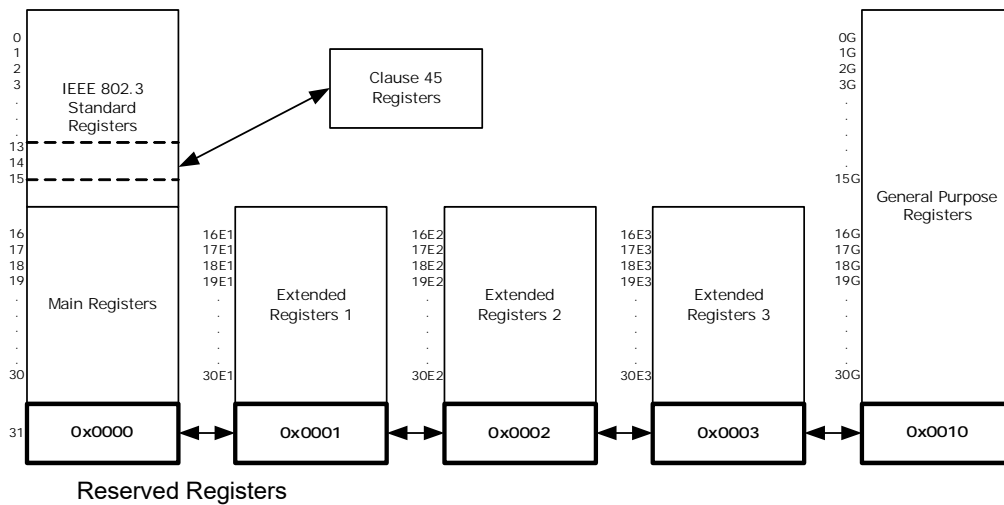 0
1
2
3
.
.
.
13
14
15
IEEE 802.3
Standard
Registers
Clause 45
Registers
0G
1G
2G
3G
.
.
.
.
15G
General Purpose
Registers
16
17
18
19
.
.
.
.
.
30
Main Registers
16E1
17E1
18E1
19E1
.
.
.
.
.
30E1
Extended
Registers 1
16E2
17E2
18E2
19E2
.
.
.
.
.
30E2
Extended
Registers 2
16E3
17E3
18E3
19E3
.
.
.
.
.
30E3
Extended
Registers 3
16G
17G
18G
19G
.
.
.
.
.
30G
31
0x0000
0x0001
0x0002
0x0003
0x0010
Reserved Registers